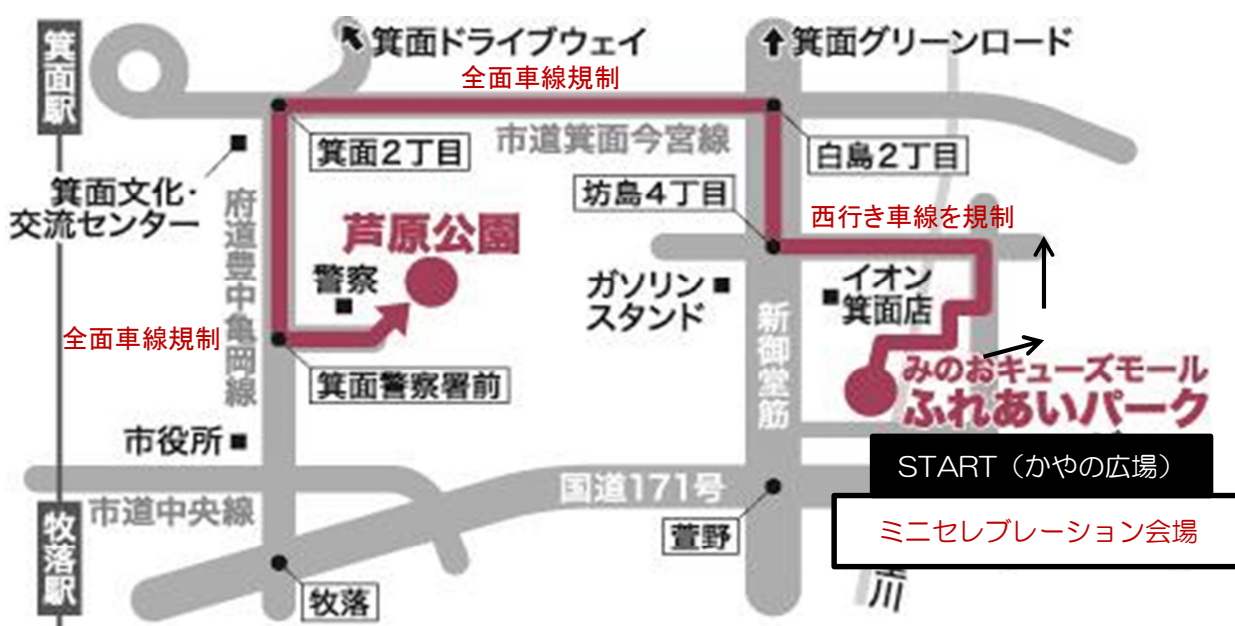 箕面駅
箕面ドライブウェイ
箕面グリーンロード
全面車線規制
箕面2丁目
市道箕面今宮線
白島2丁目
箕面文化・
交流センター
府道豊中亀岡線
坊島4丁目
西行き車線を規制
芦原公園
警察
ガソリン
スタンド
イオン
箕面店
新御堂筋
全面車線規制
箕面警察署前
みのおキューズモール
ふれあいパーク
市役所
START（かやの広場）
国道171号
市道中央線
萱野
ミニセレブレーション会場
牧落駅
牧落
川